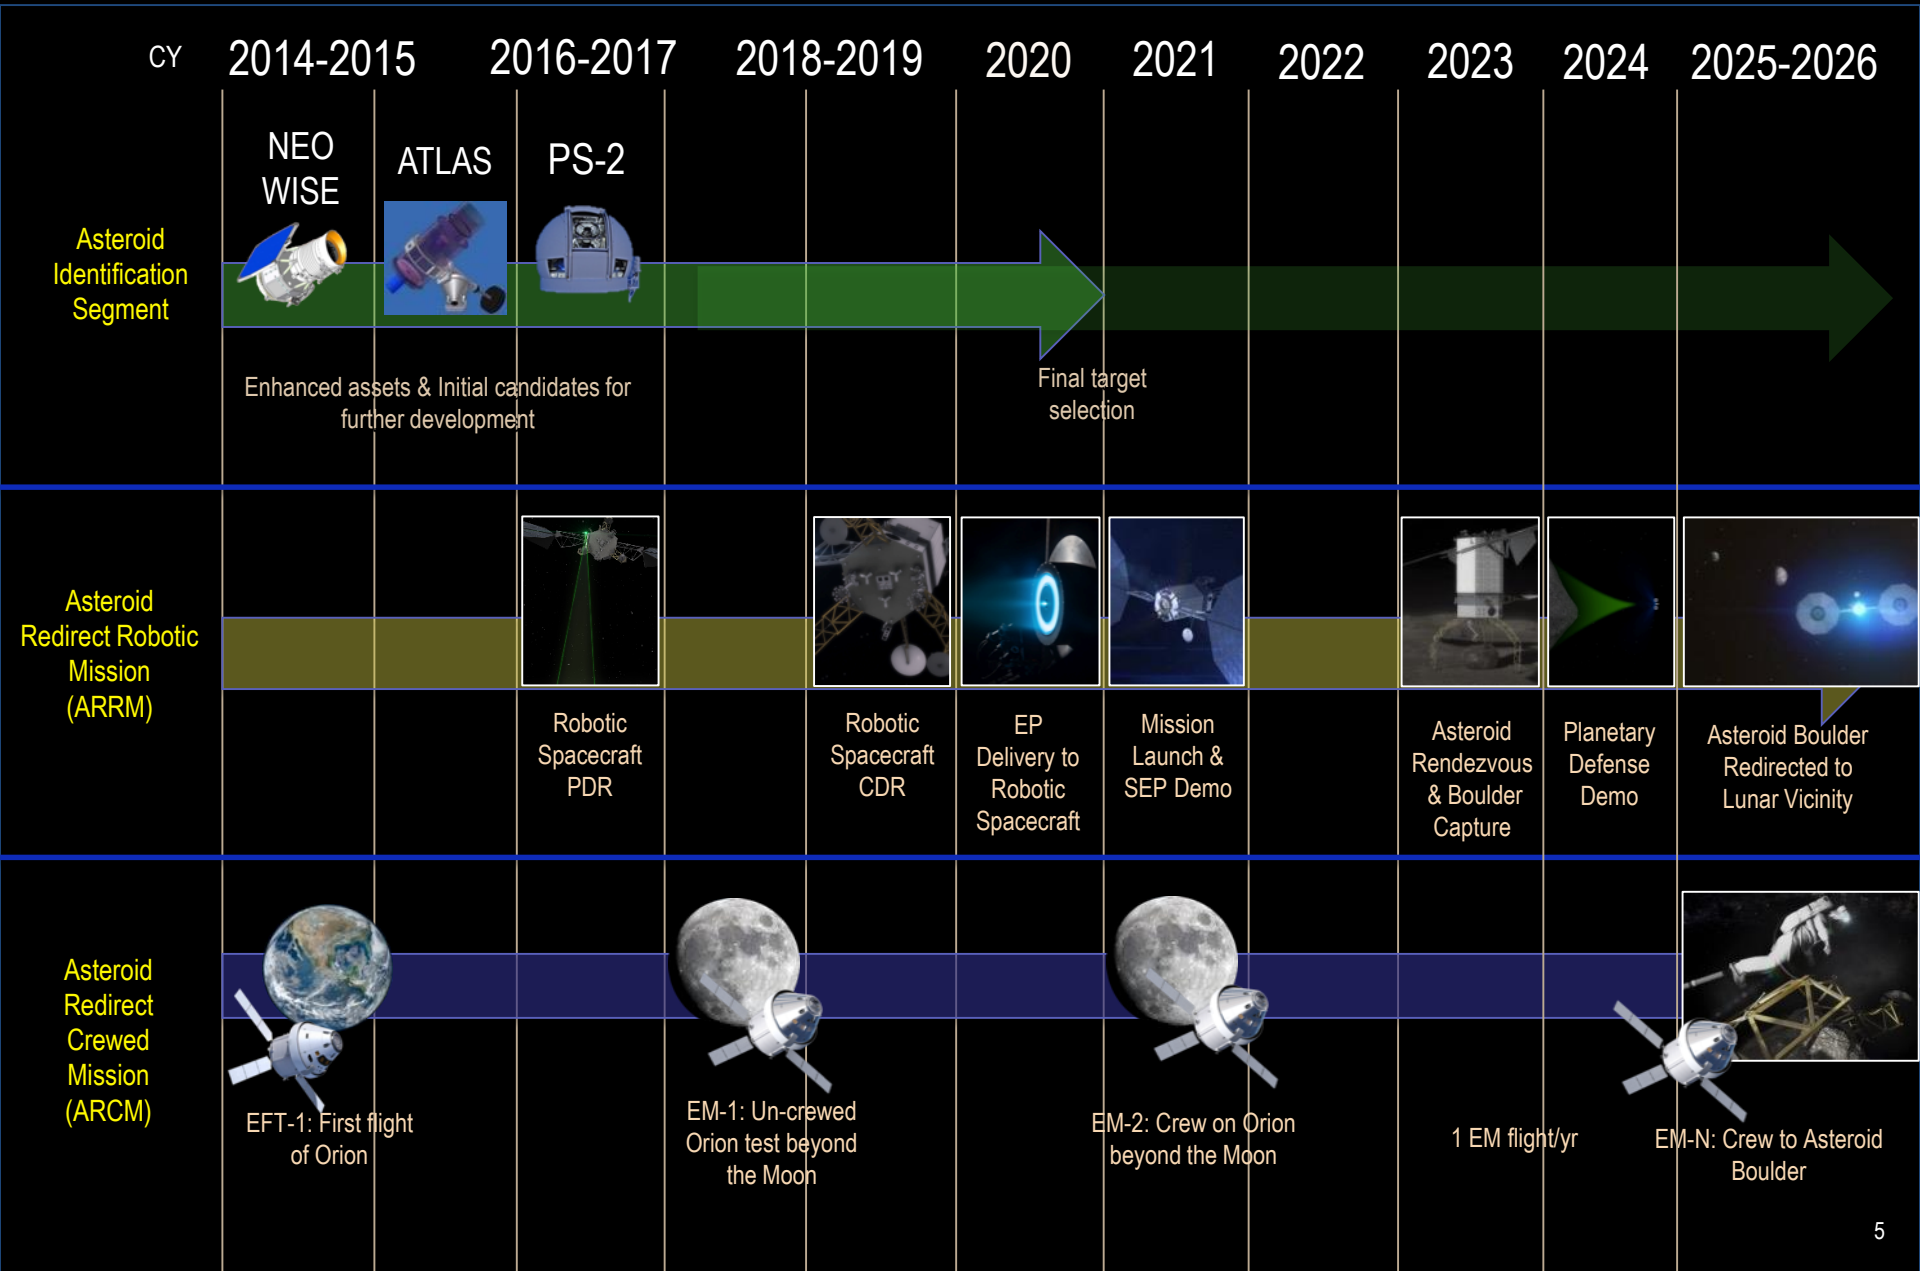 CY 2014-2015 2016-2017 2018-2019 2020 2021 2022 2023 2024 2025-2026
NEO
WISE
ATLAS
PS-2
Asteroid
Identification
Segment
Enhanced assets & Initial candidates for
further development
Final target
selection
Asteroid
Redirect Robotic
Mission
(ARRM)
Robotic
Spacecraft
PDR
Robotic
Spacecraft
CDR
EP
Delivery to
Robotic
Spacecraft
Mission
Launch &
SEP Demo
Asteroid
Rendezvous
& Boulder
Capture
Planetary
Defense
Demo
Asteroid Boulder
Redirected to
Lunar Vicinity
Asteroid
Redirect
Crewed
Mission
(ARCM)
EFT-1: First flight
of Orion
EM-1: Un-crewed
Orion test beyond
the Moon
EM-2: Crew on Orion
beyond the Moon
1 EM flight/yr
EM-N: Crew to Asteroid
Boulder
5